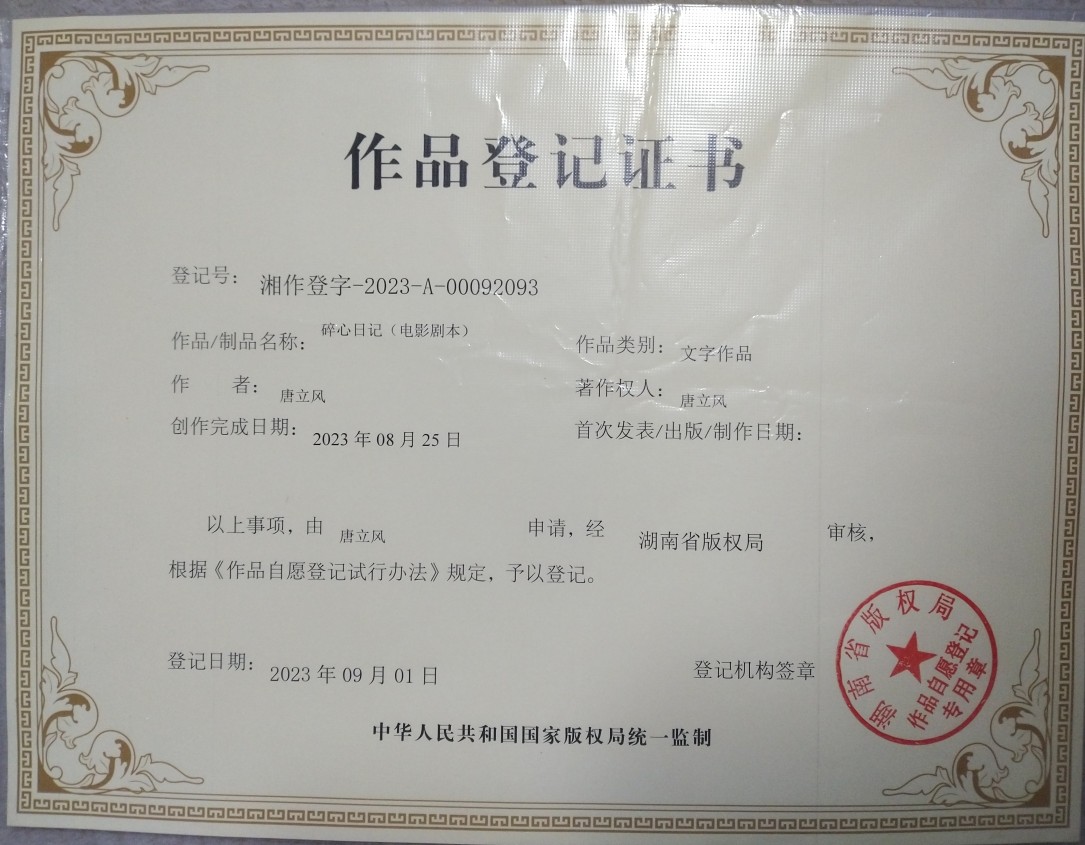 作品登记证书
登记号： 湘作登字-2023-A-00092093
作品/制品名称： 碎心日记（电影剧本） 作品类别： 文字作品
作 者： 唐立风 著作权人： 唐立风
创作完成日期： 2023 年 08 月 25 日 首次发表/出版/制作日期：
以上事项，由 唐立风 申请，经 湖南省版权局 审核，
根据《作品自愿登记试行办法》规定，予以登记。
登记日期： 2023 年 09 月 01 日 登记机构签章
湖南省版权局
作品自愿登记
专用章
中华人民共和国国家版权局统一监制